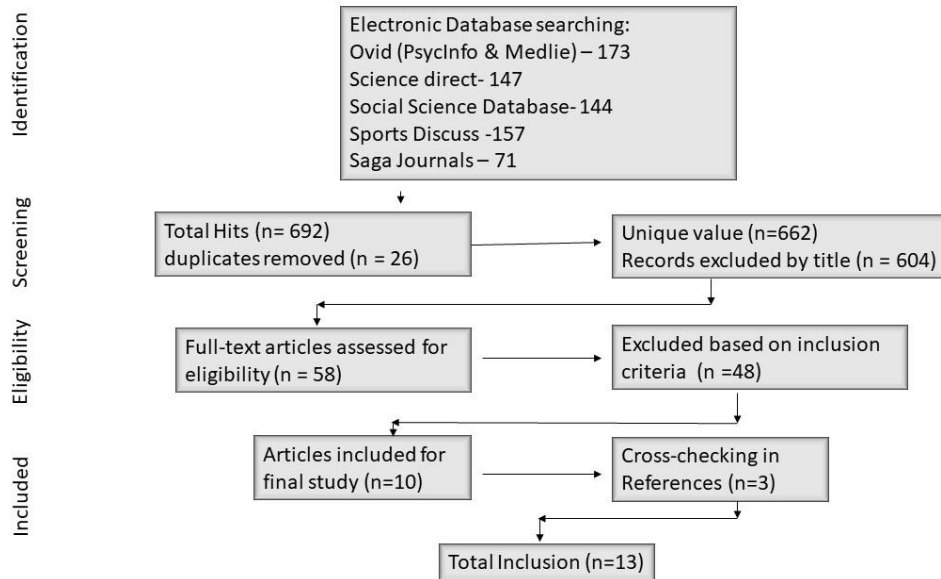 Identification
Electronic Database searching:
Ovid (PsycInfo & Medlie) – 173
Science direct- 147
Social Science Database- 144
Sports Discuss -157
Saga Journals – 71
Screening
Total Hits (n= 692)
duplicates removed (n = 26)
Unique value (n=662)
Records excluded by title (n = 604)
Eligibility
Full-text articles assessed for
eligibility (n = 58)
Excluded based on inclusion
criteria (n =48)
Included
Articles included for
final study (n=10)
Cross-checking in
References (n=3)
Total Inclusion (n=13)